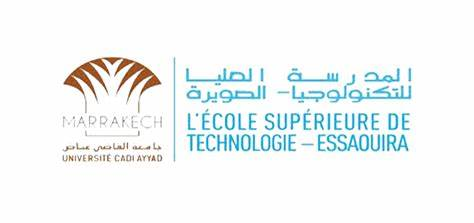 MARRAKECH
جامعة القاضي عياض
UNIVERSITÉ CADI AYYAD
المدرسة العليا
للتكنولوجيا – الصويرة
L'ÉCOLE SUPÉRIEURE DE
TECHNOLOGIE – ESSAOUIRA